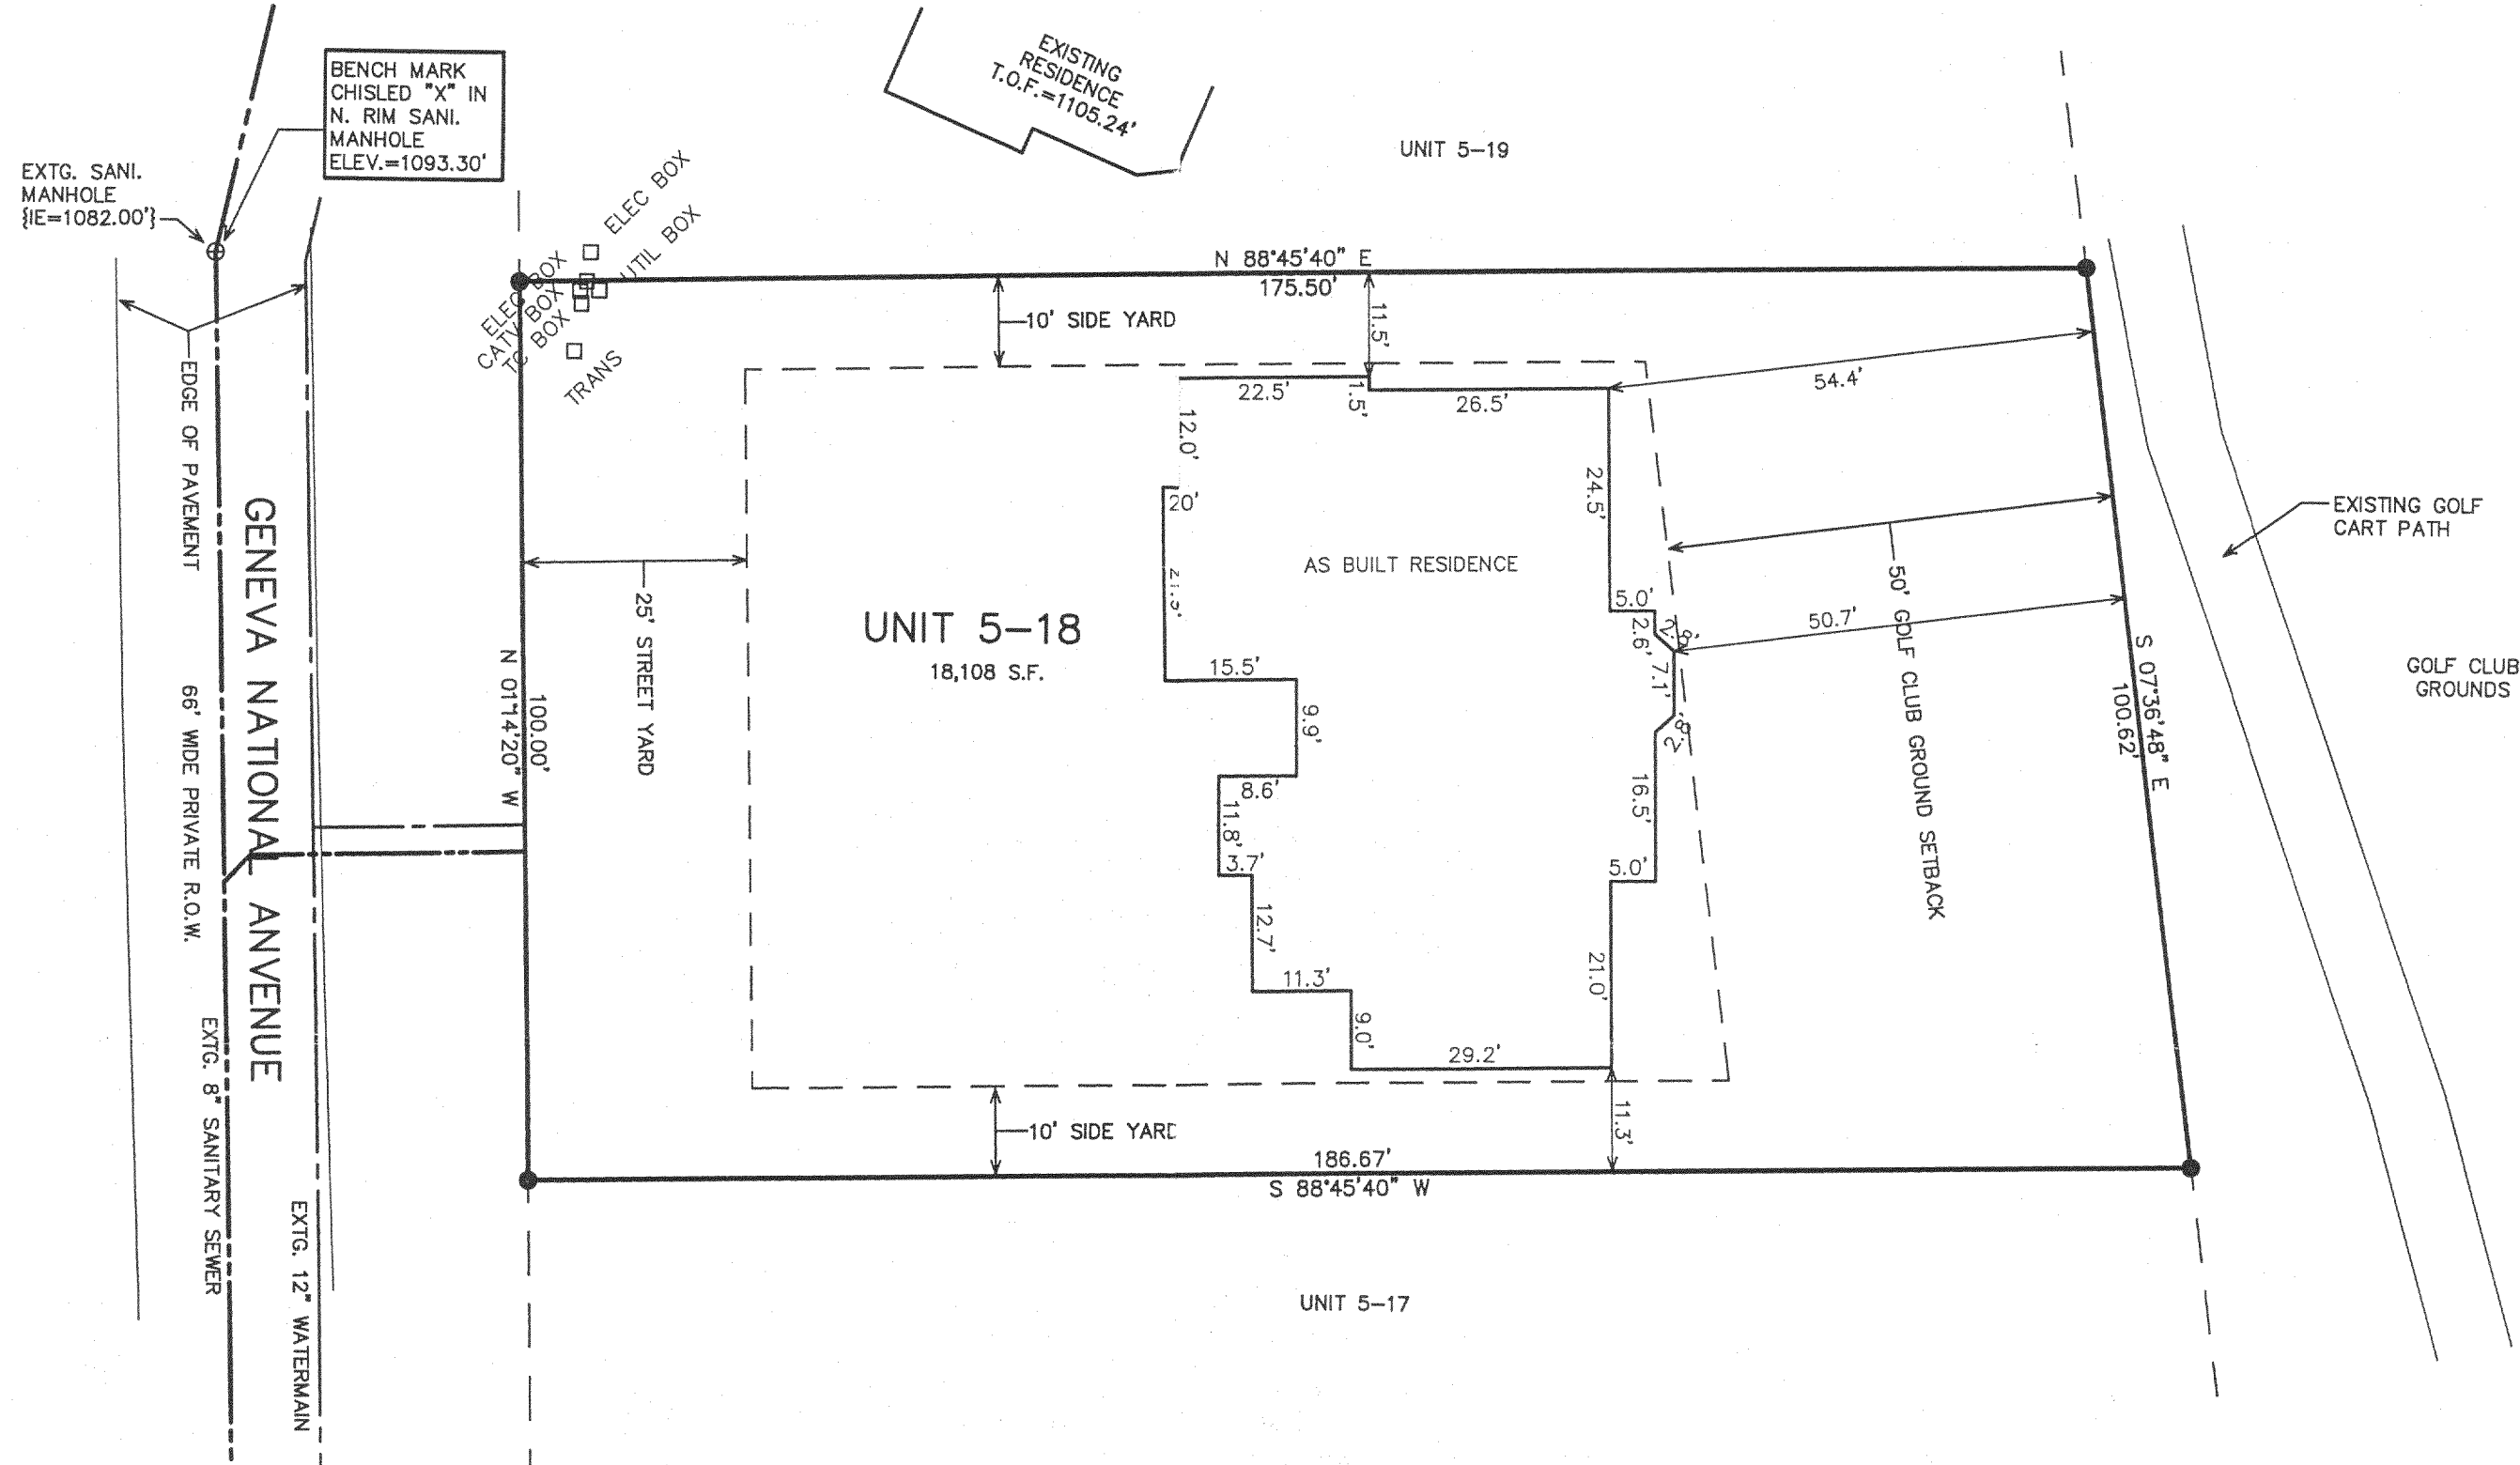 BENCH MARK
CHISLED "X" IN
N. RIM SANI.
MANHOLE
ELEV.=1093.30'
EXTG. SANI.
MANHOLE
{IE=1082.00'}
EXISTING
RESIDENCE
T.O.F.=1105.24'
UNIT 5-19
ELEC BOX
UTIL BOX
ELEC BOX
CATV BOX
TC BOX
TRANS
N 88°45'40" E
175.50'
10' SIDE YARD
11.5'
22.5'
1.5'
26.5'
54.4'
12.0'
20'
24.5'
AS BUILT RESIDENCE
EDGE OF PAVEMENT
GENEVA NATIONAL ANVENUE
66' WIDE PRIVATE R.O.W.
EXTG. 8" SANITARY SEWER
EXTG. 12" WATERMAIN
N 01°14'20" W
100.00'
25' STREET YARD
UNIT 5-18
18,108 S.F.
15.5'
9.9'
8.6'
11.8'
3.7'
12.7'
11.3'
9.0'
29.2'
5.0'
2.6'
2.8'
7.1'
2.8'
16.5'
5.0'
21.0'
11.3'
50.7'
50' GOLF CLUB GROUND SETBACK
S 07°36'48" E
100.62'
EXISTING GOLF
CART PATH
GOLF CLUB
GROUNDS
10' SIDE YARD
186.67'
S 88°45'40" W
UNIT 5-17